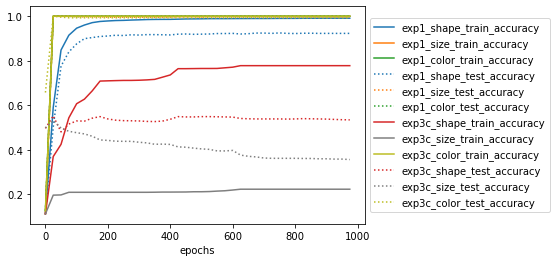 1.0
0.8
0.6
0.4
0.2
0
200
400
600
800
1000
epochs
exp1_shape_train_accuracy
exp1_size_train_accuracy
exp1_color_train_accuracy
exp1_shape_test_accuracy
exp1_size_test_accuracy
exp1_color_test_accuracy
exp3c_shape_train_accuracy
exp3c_size_train_accuracy
exp3c_color_train_accuracy
exp3c_shape_test_accuracy
exp3c_size_test_accuracy
exp3c_color_test_accuracy